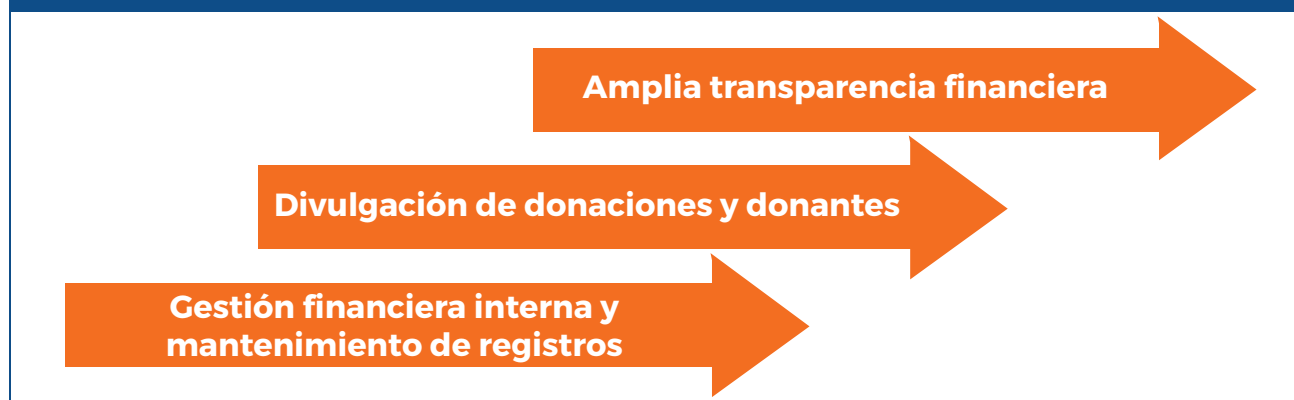 Amplia transparencia financiera
Divulgación de donaciones y donantes
Gestión financiera interna y
mantenimiento de registros